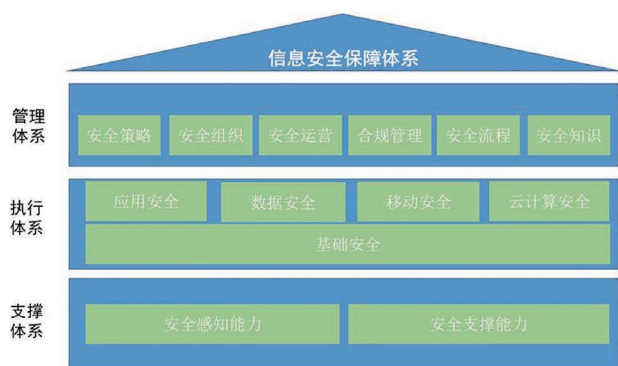 信息安全保障体系
管理
体系
安全策略 安全组织 安全运营 合规管理 安全流程 安全知识
执行
体系
应用安全 数据安全 移动安全 云计算安全
基础安全
支撑
体系
安全感知能力 安全支撑能力